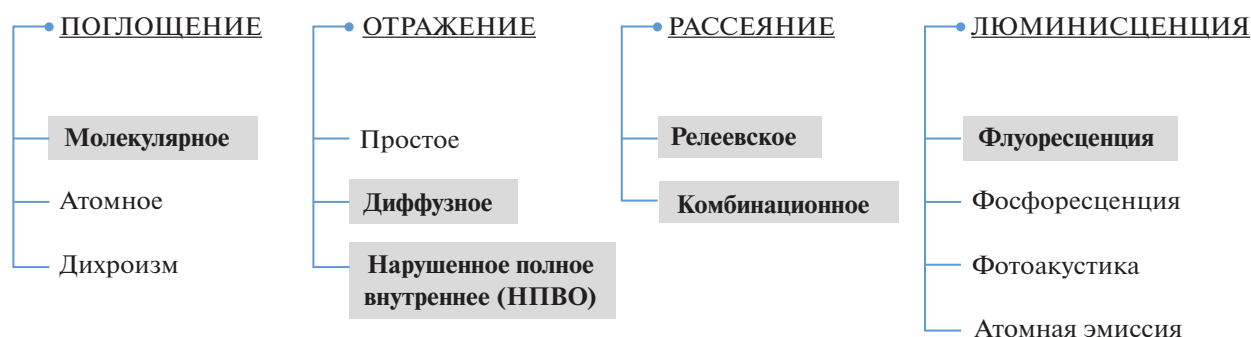 ПОГЛОЩЕНИЕ
Молекулярное
Атомное
Дихроизм
ОТРАЖЕНИЕ
Простое
Диффузное
Нарушенное полное
внутреннее (НПВО)
РАССЕЯНИЕ
Релеевское
Комбинационное
ЛЮМИНИСЦЕНЦИЯ
Флуоресценция
Фосфоресценция
Фотоакустика
Атомная эмиссия